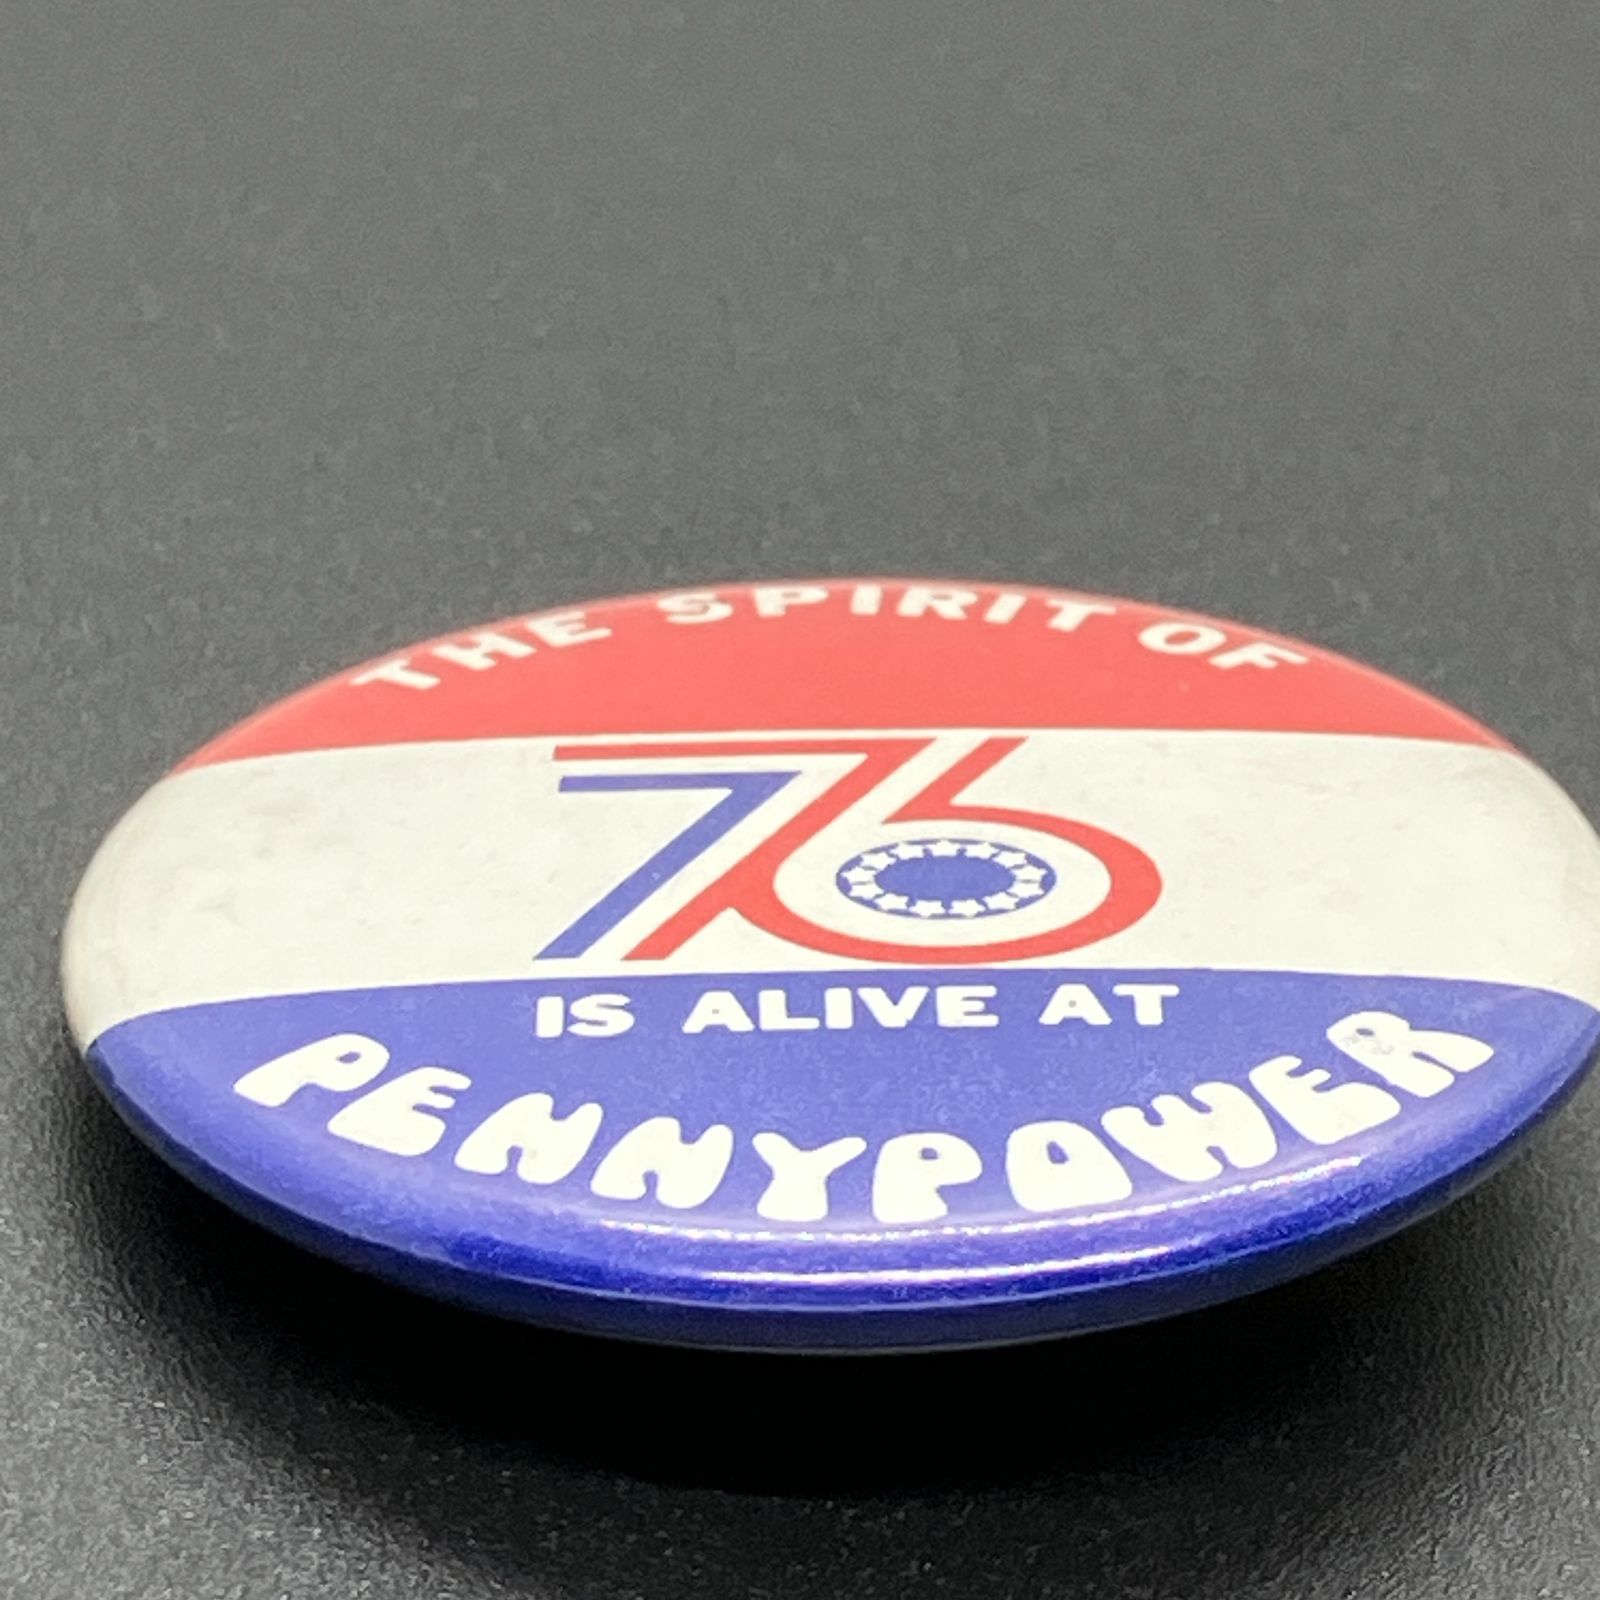 THE SPIRIT OF
76
IS ALIVE AT
PENNYPOWER